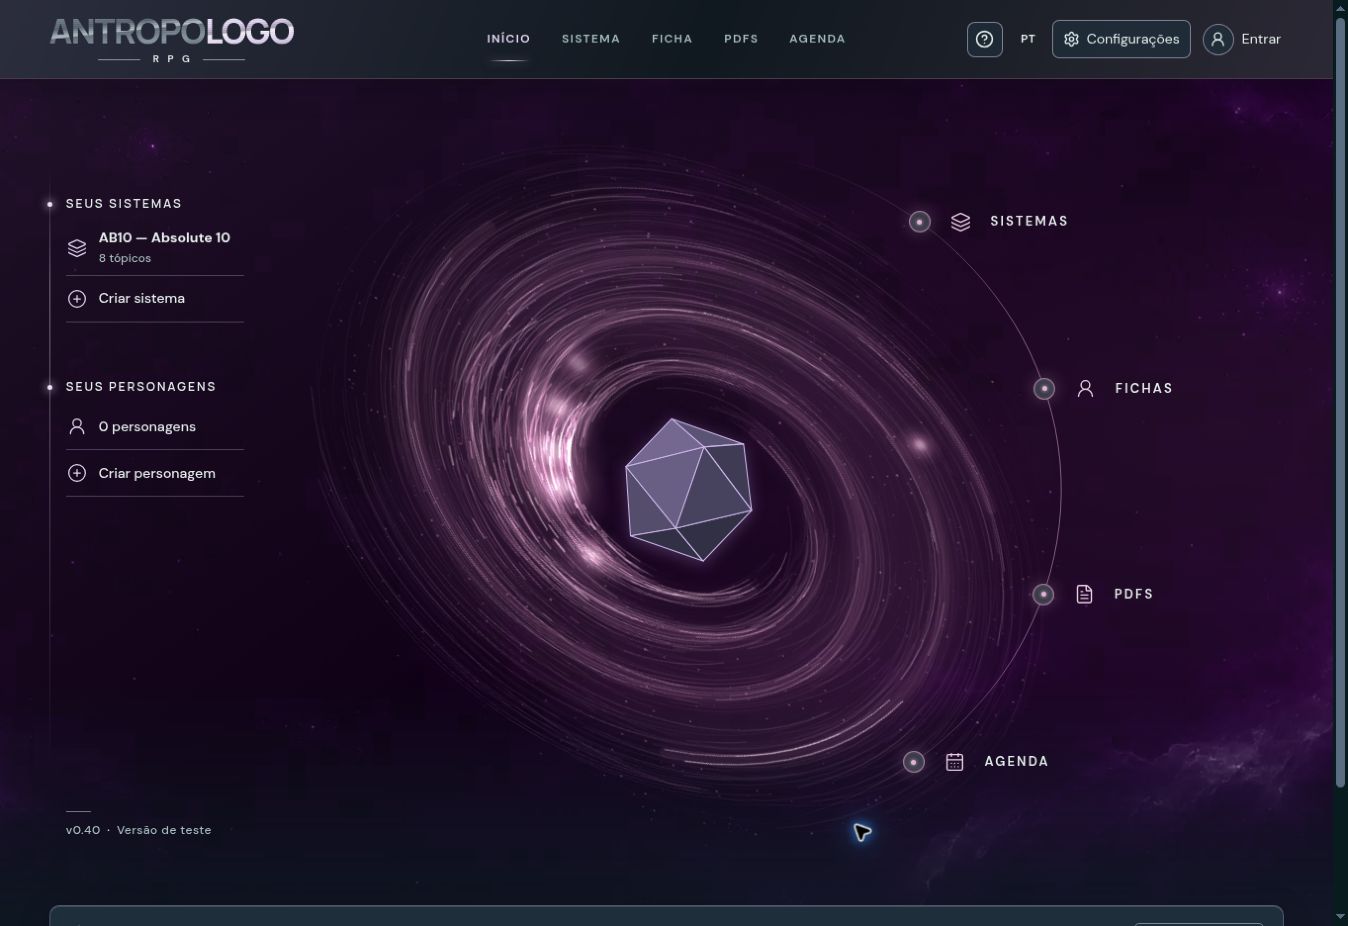 ANTROPOLOGO
RPG
INÍCIO
SISTEMA
FICHA
PDFS
AGENDA
PT
Configurações
Entrar
SEUS SISTEMAS
AB10 — Absolute 10
8 tópicos
Criar sistema
SEUS PERSONAGENS
0 personagens
Criar personagem
SISTEMAS
FICHAS
PDFS
AGENDA
v0.40 · Versão de teste